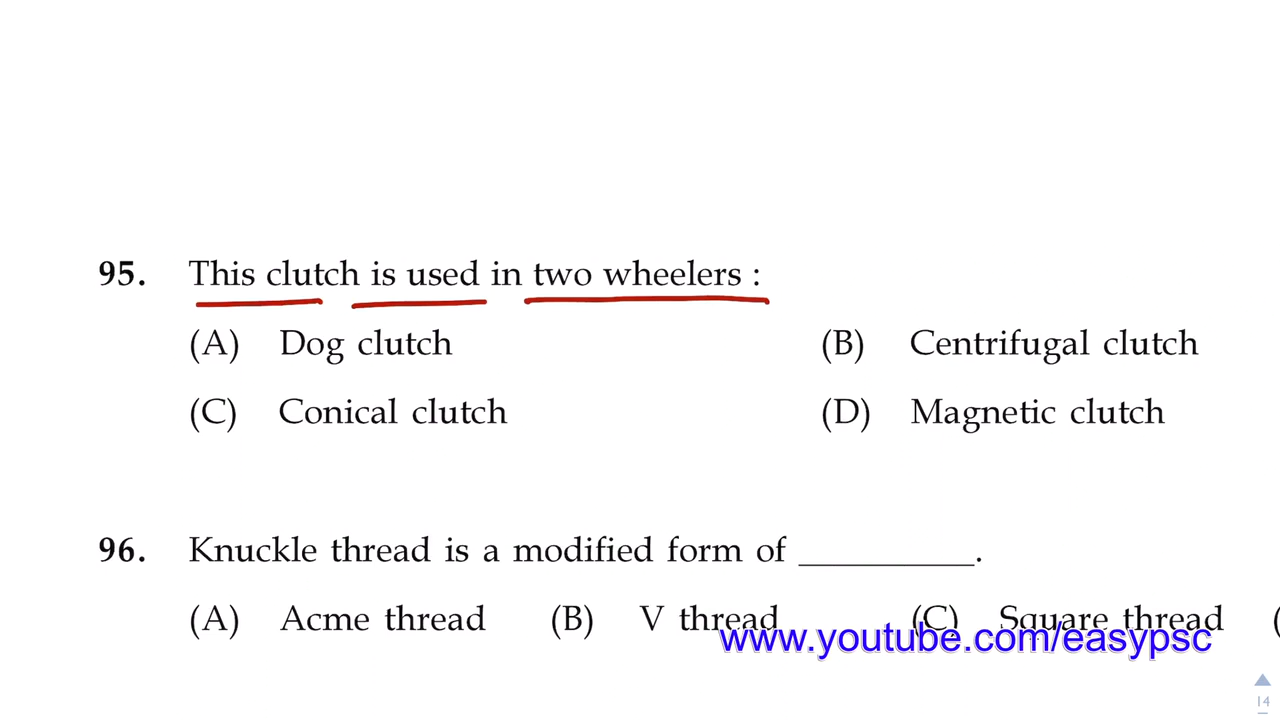 95. This clutch is used in two wheelers :
(A) Dog clutch (B) Centrifugal clutch
(C) Conical clutch (D) Magnetic clutch
96. Knuckle thread is a modified form of __________.
(A) Acme thread (B) V thread (C) Square thread (
www.youtube.com/easypsc
14